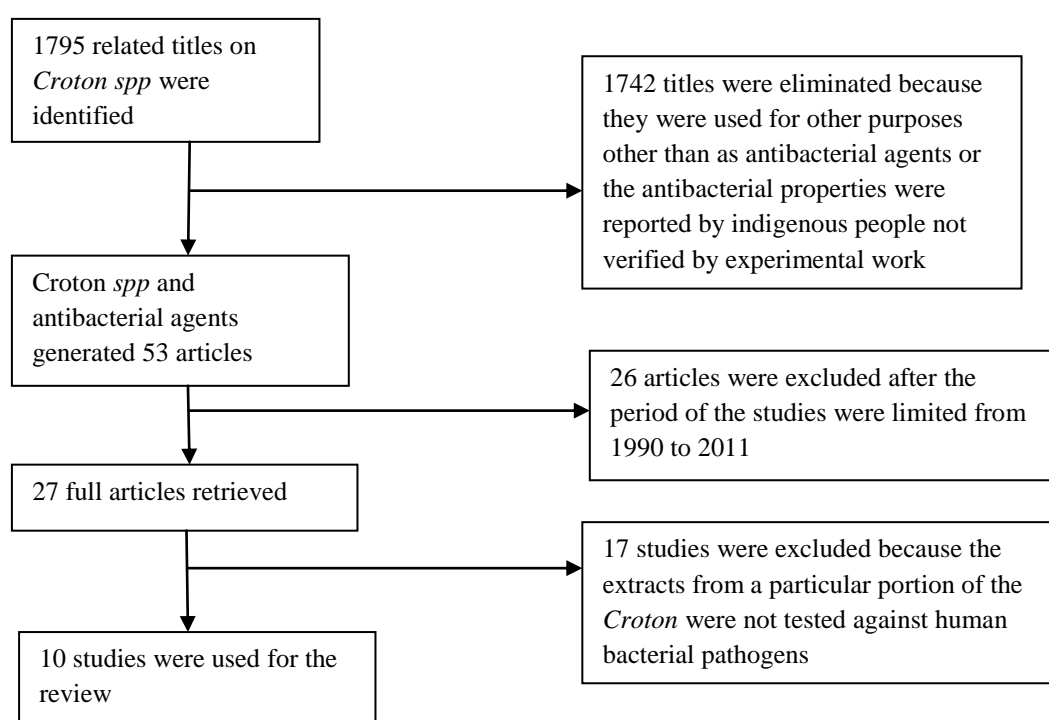 1795 related titles on
Croton spp were
identified
1742 titles were eliminated because
they were used for other purposes
other than as antibacterial agents or
the antibacterial properties were
reported by indigenous people not
verified by experimental work
Croton spp and
antibacterial agents
generated 53 articles
26 articles were excluded after the
period of the studies were limited from
1990 to 2011
27 full articles retrieved
17 studies were excluded because the
extracts from a particular portion of the
Croton were not tested against human
bacterial pathogens
10 studies were used for the
review